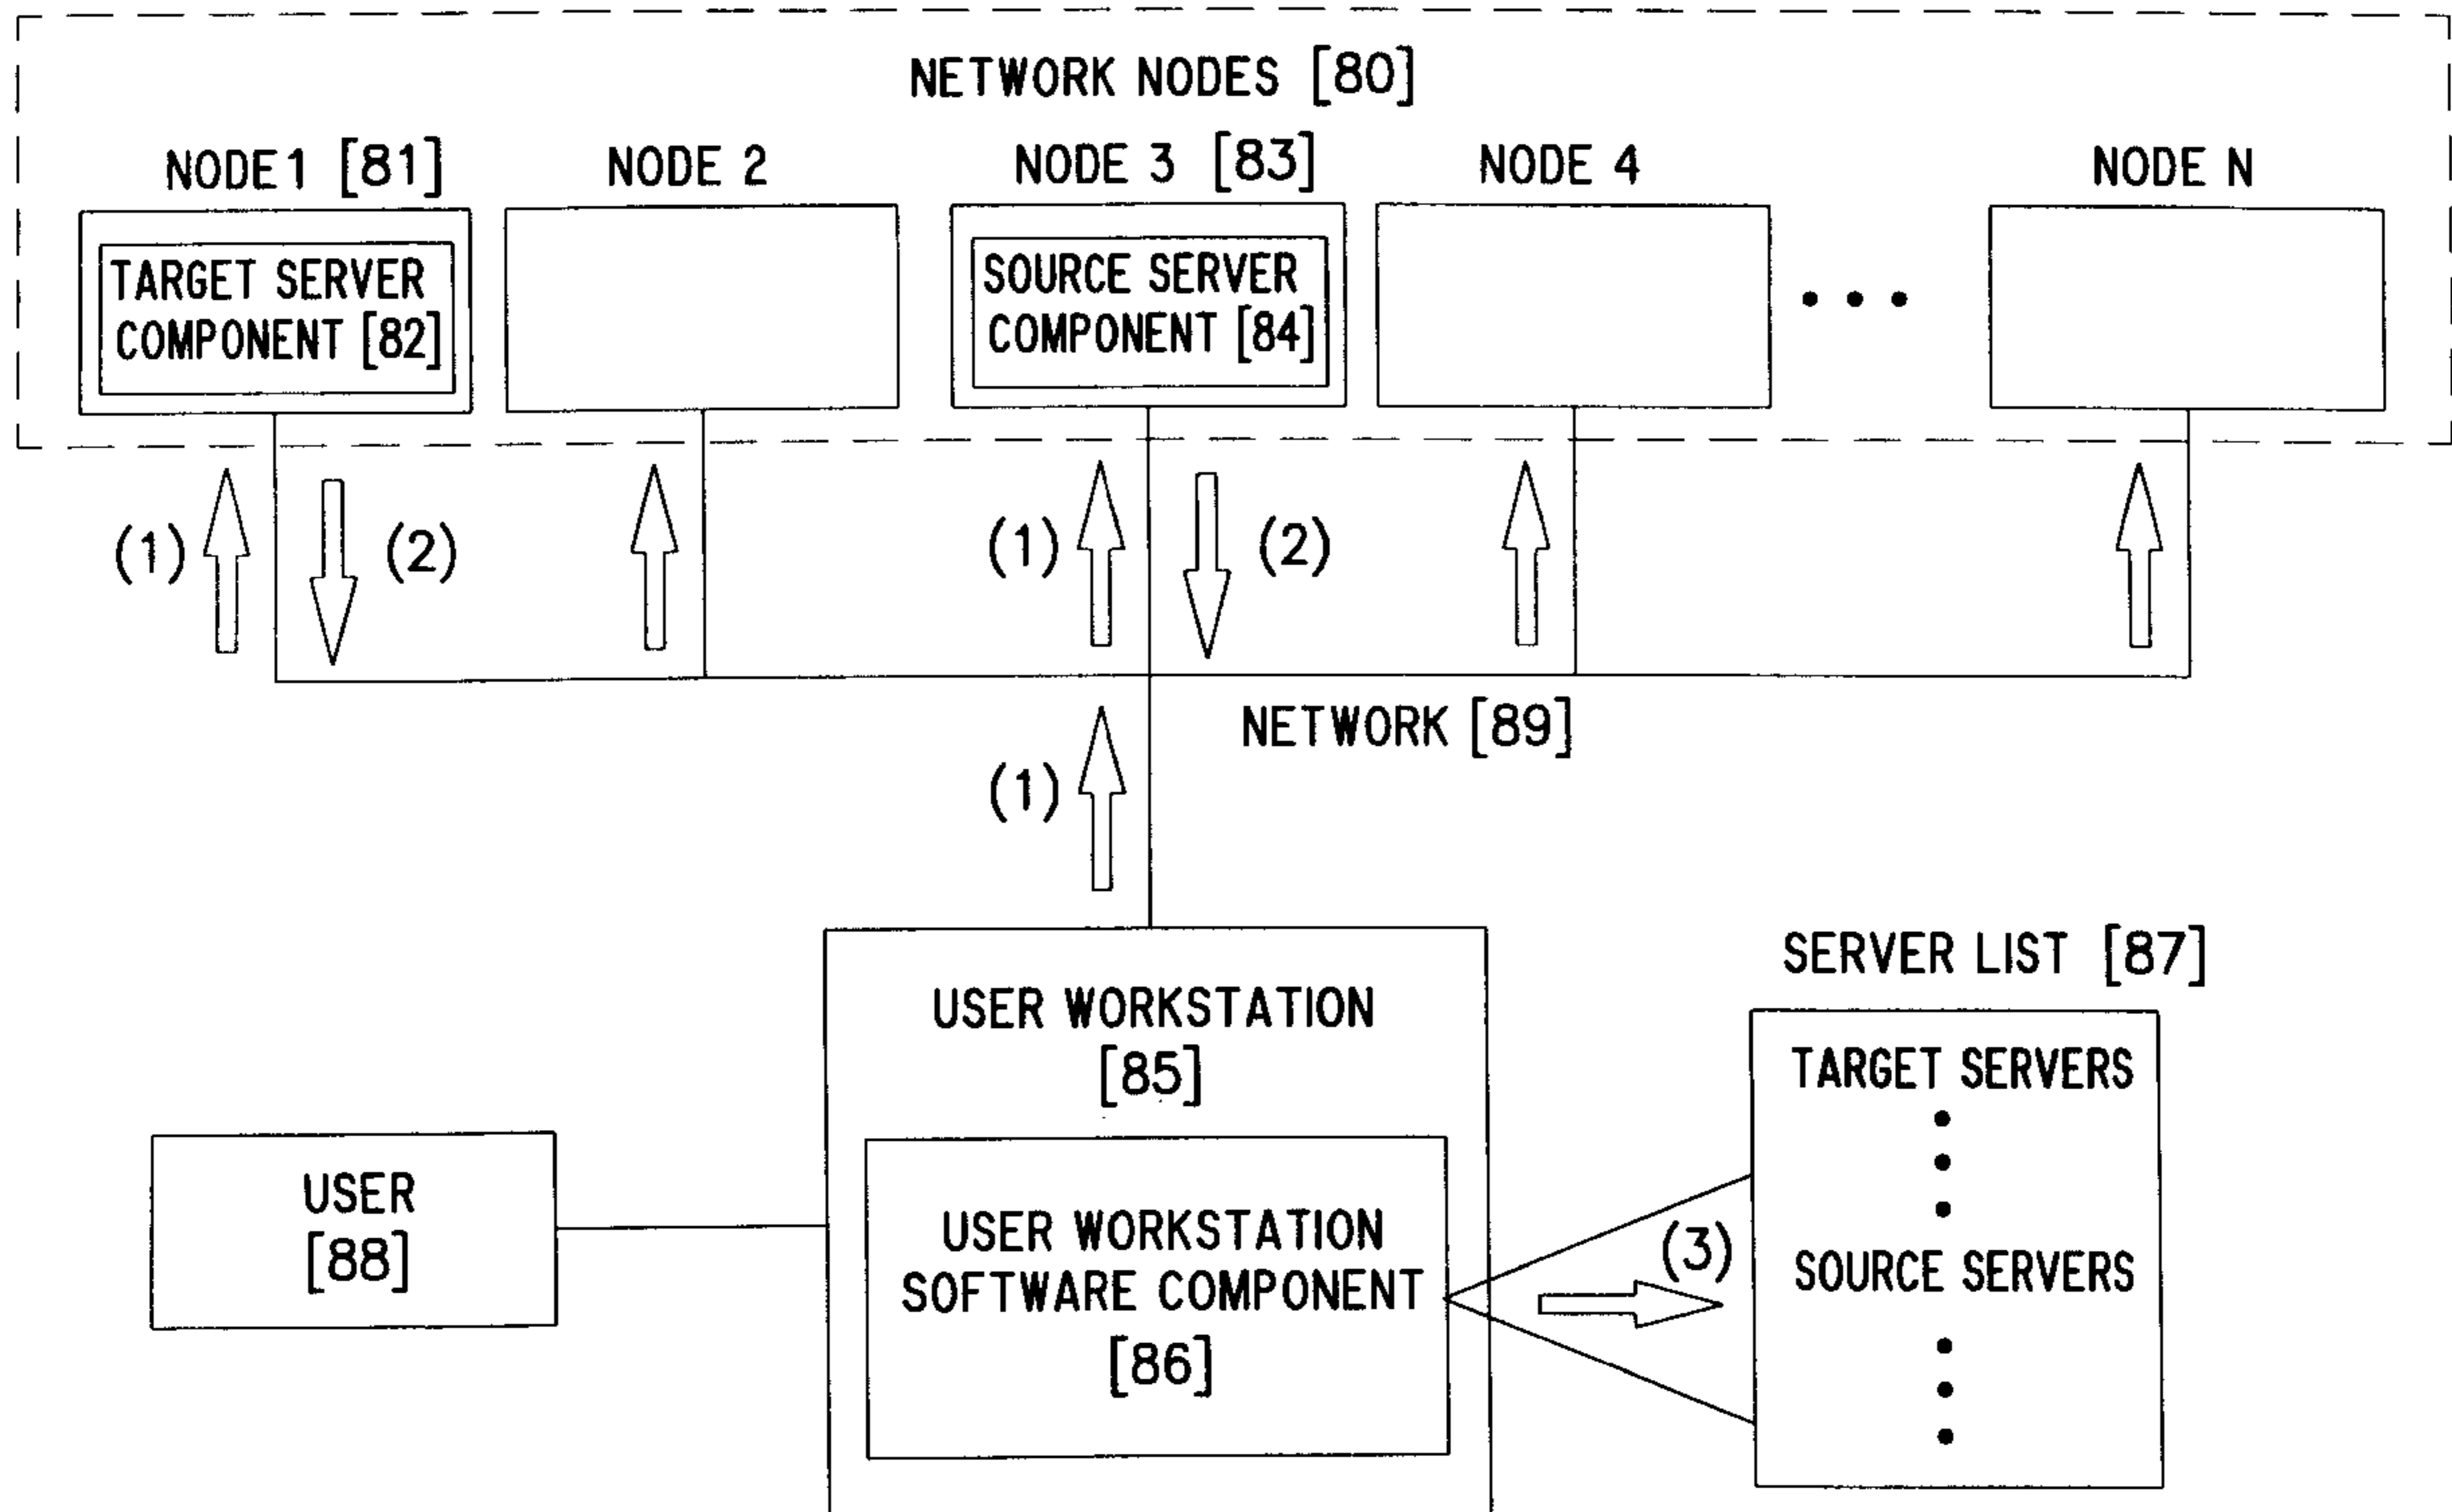 NETWORK NODES [80]
NODE1 [81]
NODE 2
NODE 3 [83]
NODE 4
NODE N
TARGET SERVER
COMPONENT [82]
SOURCE SERVER
COMPONENT [84]
(1)
(2)
(1)
(2)
NETWORK [89]
(1)
SERVER LIST [87]
USER WORKSTATION
[85]
TARGET SERVERS
USER
[88]
USER WORKSTATION
SOFTWARE COMPONENT
[86]
(3)
SOURCE SERVERS